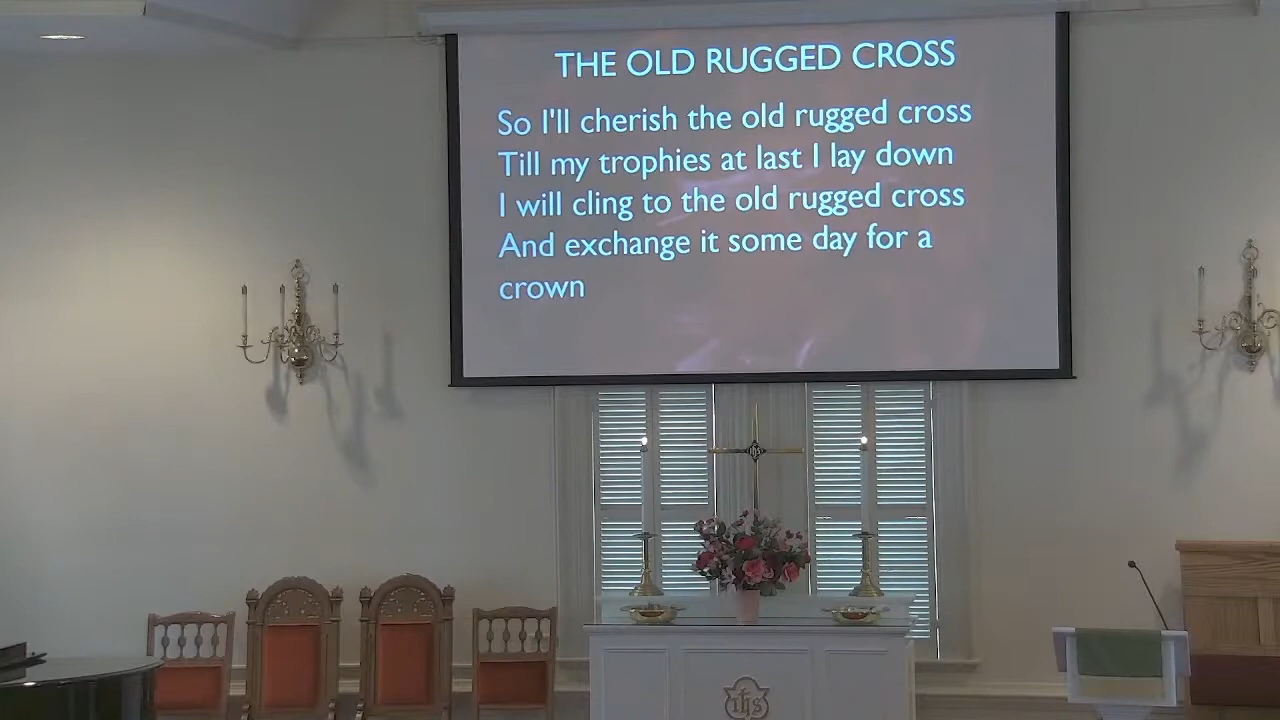 THE OLD RUGGED CROSS
So I'll cherish the old rugged cross
Till my trophies at last I lay down
I will cling to the old rugged cross
And exchange it some day for a
crown
ihs